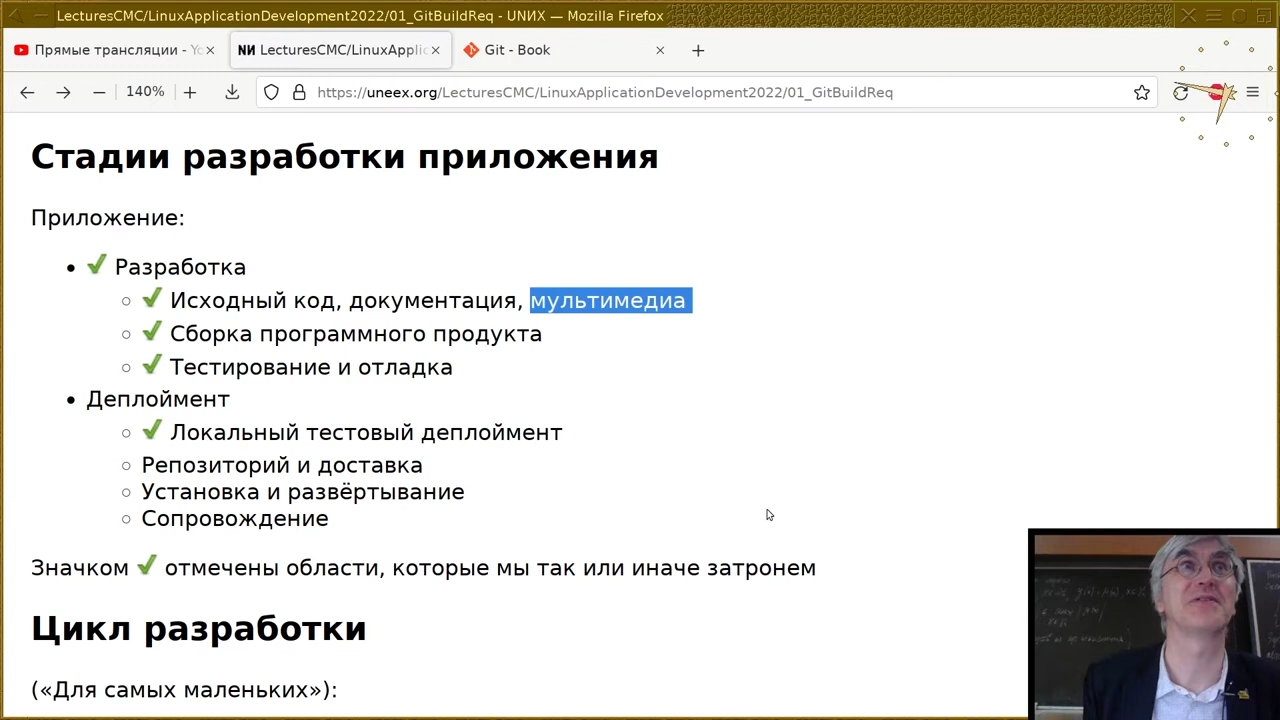 LecturesCMC/LinuxApplicationDevelopment2022/01_GitBuildReq - UNИX — Mozilla Firefox
Прямые трансляции - Yo
ИИ LecturesCMC/LinuxApplic
Git - Book
140%
https://uneex.org/LecturesCMC/LinuxApplicationDevelopment2022/01_GitBuildReq
Стадии разработки приложения
Приложение:
Разработка
Исходный код, документация, мультимедиа
Сборка программного продукта
Тестирование и отладка
Деплоймент
Локальный тестовый деплоймент
Репозиторий и доставка
Установка и развёртывание
Сопровождение
Значком ✔ отмечены области, которые мы так или иначе затронем
Цикл разработки
(«Для самых маленьких»):